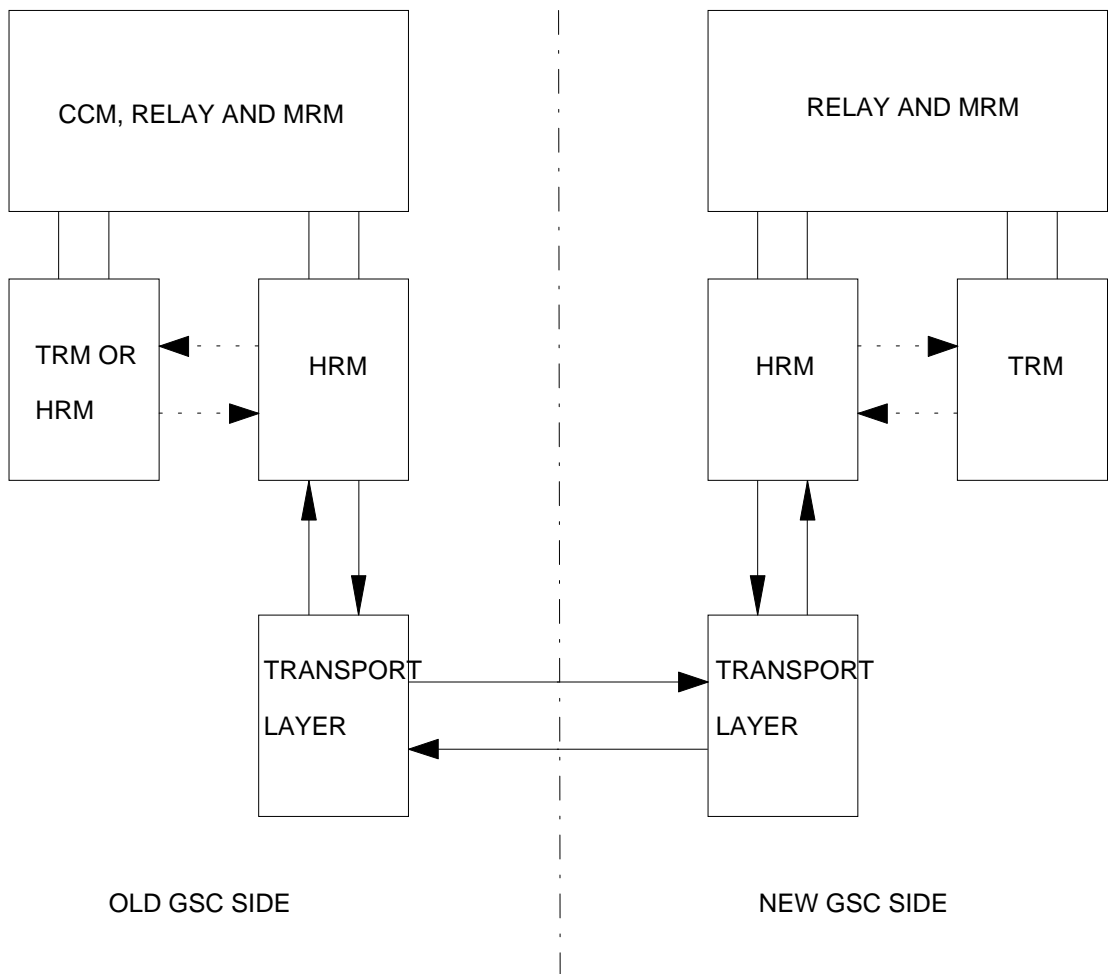 CCM, RELAY AND MRM
RELAY AND MRM
TRM OR
HRM
HRM
HRM
TRM
TRANSPORT
LAYER
TRANSPORT
LAYER
OLD GSC SIDE
NEW GSC SIDE